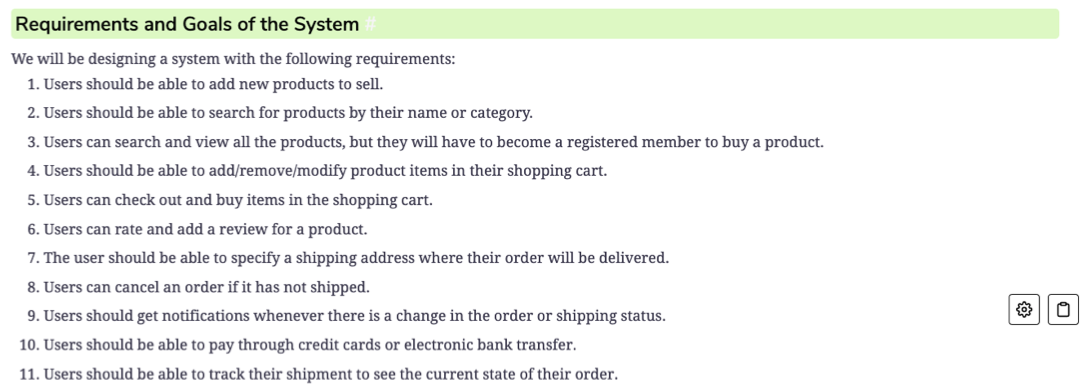 Requirements and Goals of the System #
We will be designing a system with the following requirements:
1. Users should be able to add new products to sell.
2. Users should be able to search for products by their name or category.
3. Users can search and view all the products, but they will have to become a registered member to buy a product.
4. Users should be able to add/remove/modify product items in their shopping cart.
5. Users can check out and buy items in the shopping cart.
6. Users can rate and add a review for a product.
7. The user should be able to specify a shipping address where their order will be delivered.
8. Users can cancel an order if it has not shipped.
9. Users should get notifications whenever there is a change in the order or shipping status.
10. Users should be able to pay through credit cards or electronic bank transfer.
11. Users should be able to track their shipment to see the current state of their order.